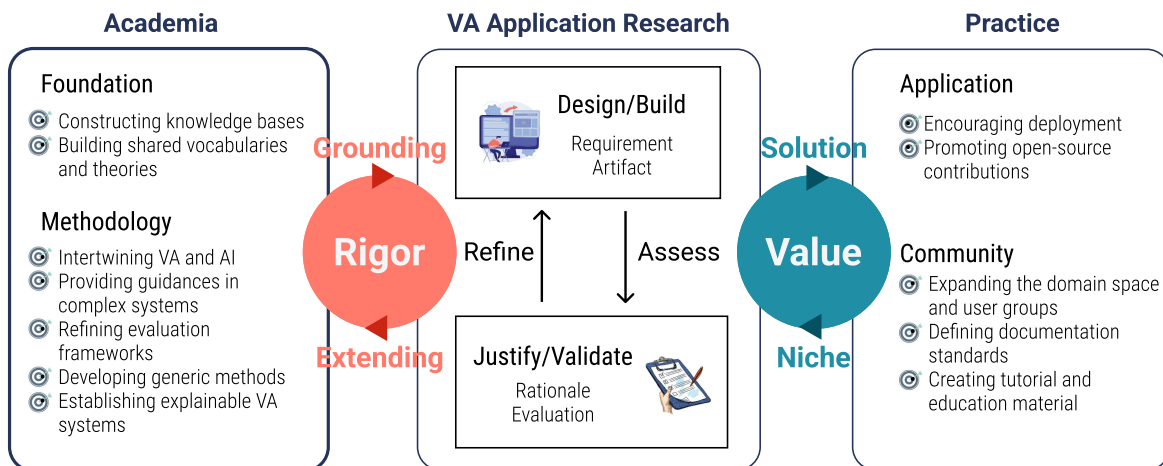 Academia
Foundation
Constructing knowledge bases
Building shared vocabularies
and theories
Methodology
Intertwining VA and AI
Providing guidances in
complex systems
Refining evaluation
frameworks
Developing generic methods
Establishing explainable VA
systems
Grounding
Rigor
Extending
VA Application Research
Design/Build
Requirement
Artifact
Refine
Assess
Justify/Validate
Rationale
Evaluation
Solution
Value
Niche
Practice
Application
Encouraging deployment
Promoting open-source
contributions
Community
Expanding the domain space
and user groups
Defining documentation
standards
Creating tutorial and
education material